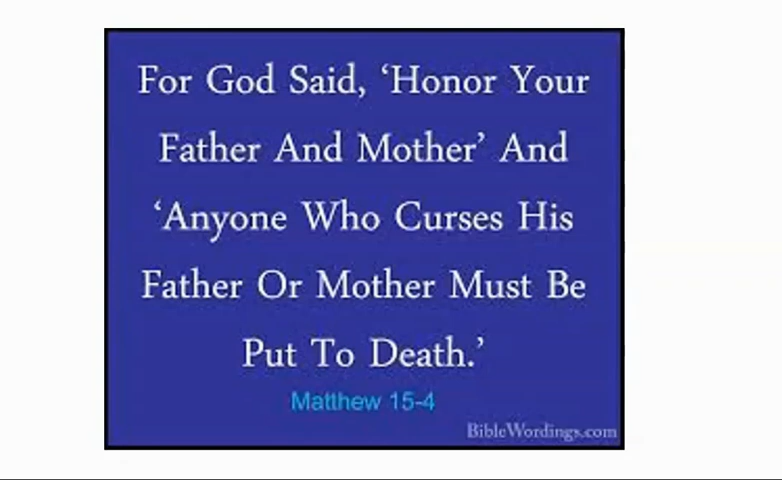 For God Said, ‘Honor Your
Father And Mother’ And
‘Anyone Who Curses His
Father Or Mother Must Be
Put To Death.’
Matthew 15-4
BibleWordings.com